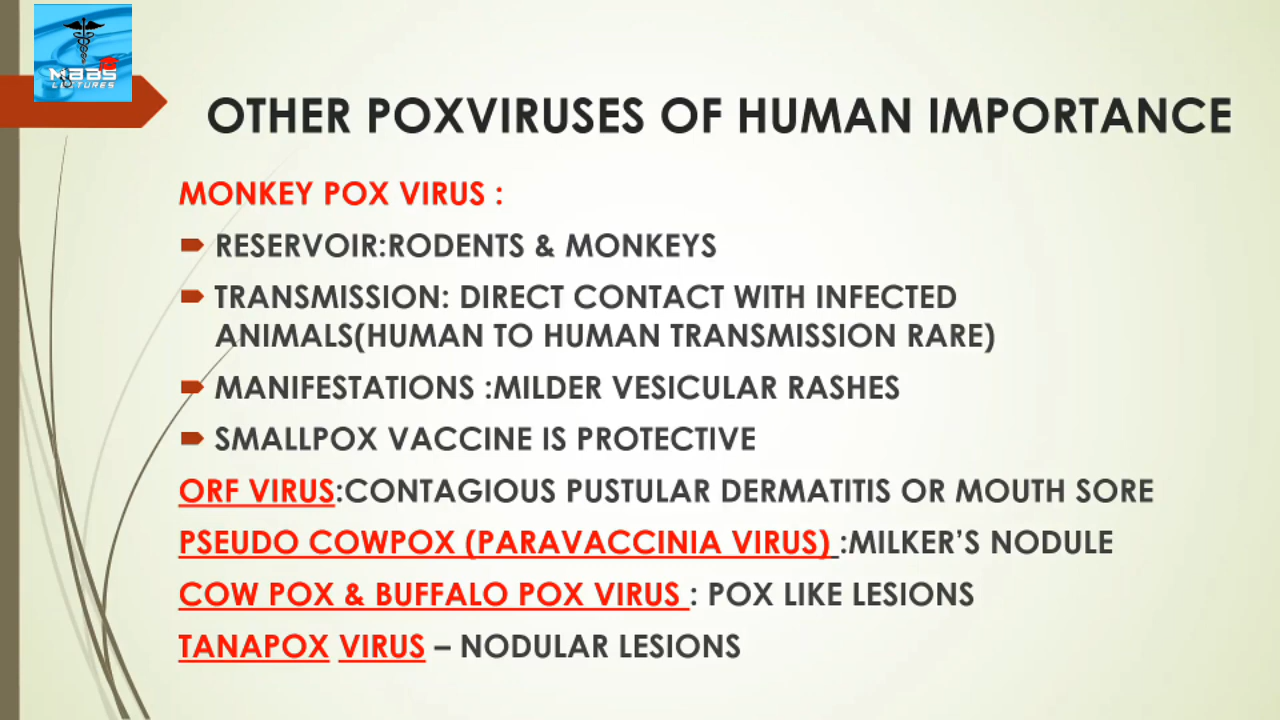 MBBS
LECTURES
OTHER POXVIRUSES OF HUMAN IMPORTANCE
MONKEY POX VIRUS :
RESERVOIR:RODENTS & MONKEYS
TRANSMISSION: DIRECT CONTACT WITH INFECTED
ANIMALS(HUMAN TO HUMAN TRANSMISSION RARE)
MANIFESTATIONS :MILDER VESICULAR RASHES
SMALLPOX VACCINE IS PROTECTIVE
ORF VIRUS:CONTAGIOUS PUSTULAR DERMATITIS OR MOUTH SORE
PSEUDO COWPOX (PARAVACCINIA VIRUS) :MILKER’S NODULE
COW POX & BUFFALO POX VIRUS : POX LIKE LESIONS
TANAPOX VIRUS – NODULAR LESIONS